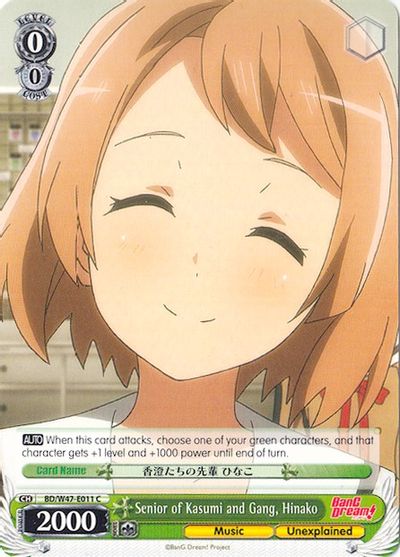 LEVEL
0
0
COST
AUTO When this card attacks, choose one of your green characters, and that
character gets +1 level and +1000 power until end of turn.
Card Name 香澄たちの先輩 ひなこ
CH BD/W47-E011 C
POWER 2000
Senior of Kasumi and Gang, Hinako
BanG Dream!
Music Unexplained
©BanG Dream! Project